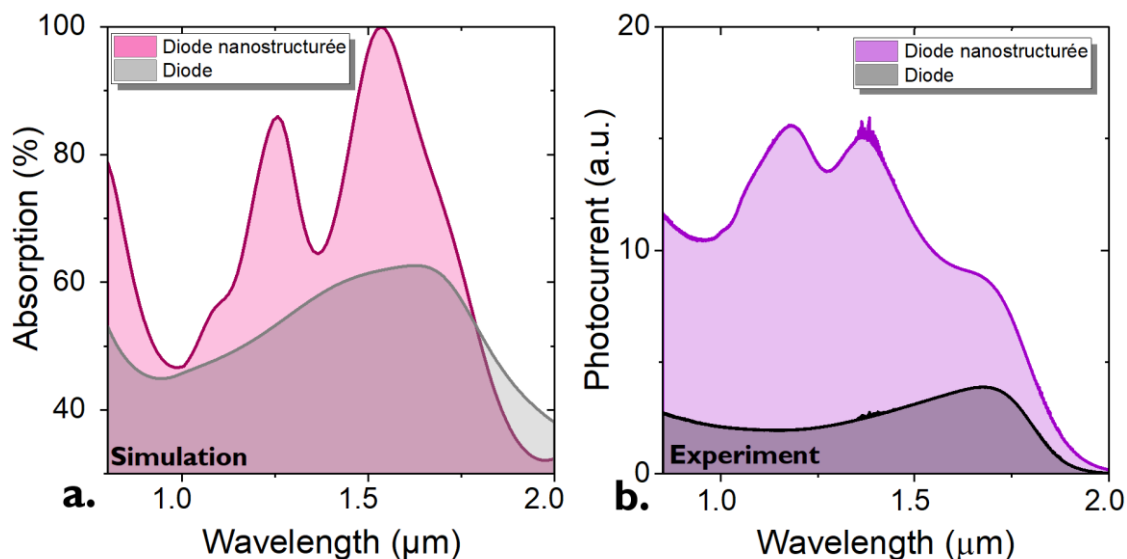 100
80
60
40
Absorption (%)
Diode nanostructurée
Diode
Simulation
a.
1.0
1.5
2.0
Wavelength (µm)
20
10
0
Photocurrent (a.u.)
Diode nanostructurée
Diode
Experiment
b.
1.0
1.5
2.0
Wavelength (μm)